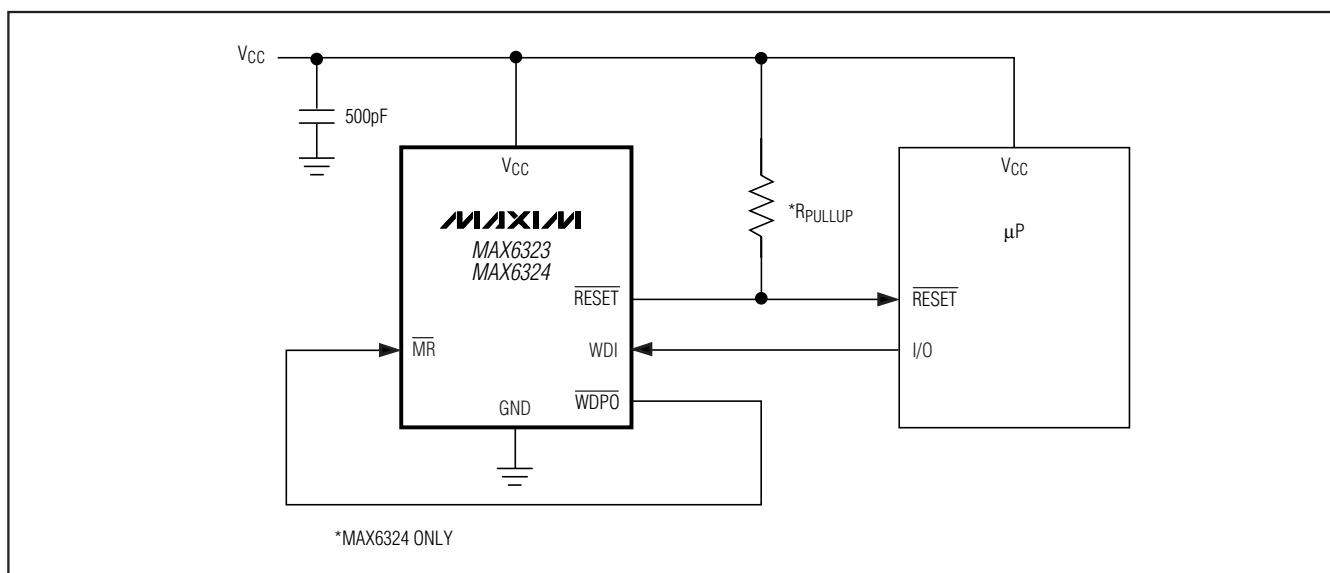 VCC
500pF
VCC
MAXIM
MAX6323
MAX6324
RESET
MR
WDI
WDPO
GND
*RPULLUP
VCC
μP
RESET
I/O
*MAX6324 ONLY